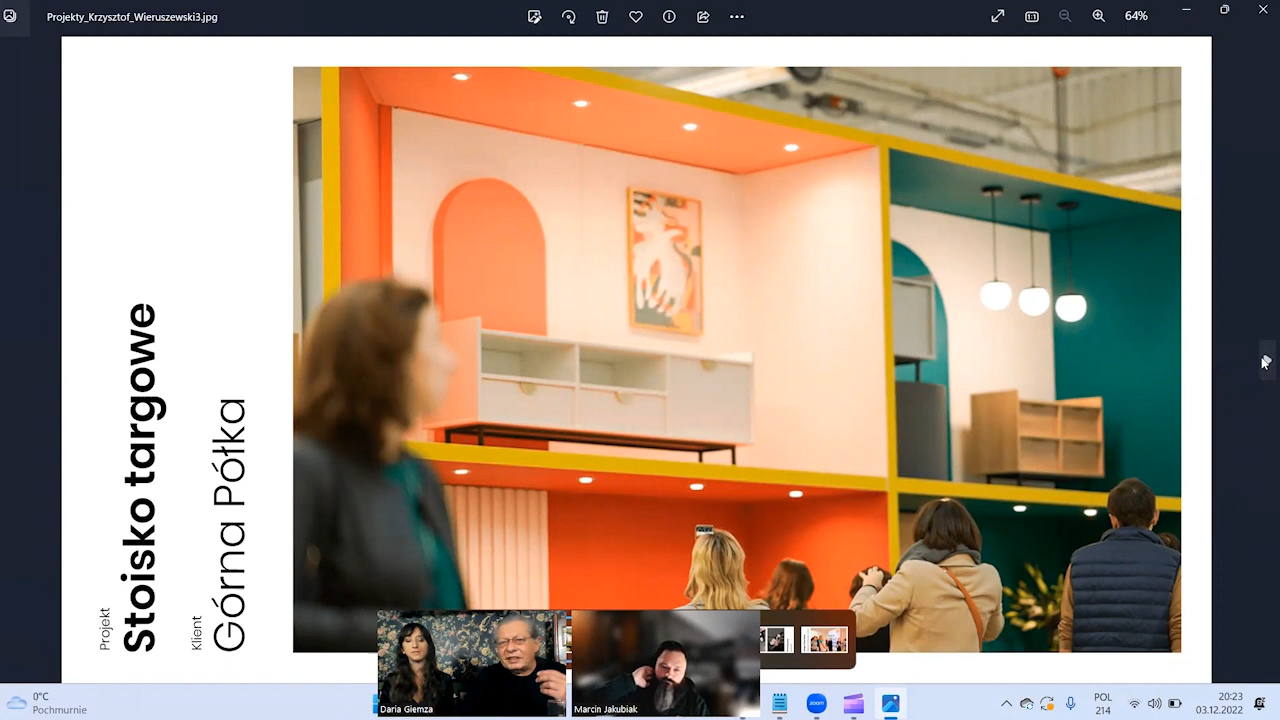 Projekty_Krzysztof_Wieruszewski3.jpg
64%
Projekt
Stoisko targowe
Klient
Górna Półka
Daria Giemza
Marcin Jakubiak
0°C
Pochmurnie
zoom
POL
214
20:23
03.12.2022